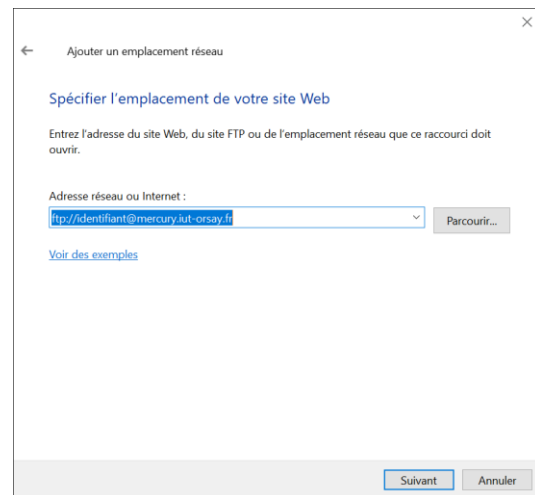 Ajouter un emplacement réseau
Spécifier l'emplacement de votre site Web
Entrez l'adresse du site Web, du site FTP ou de l'emplacement réseau que ce raccourci doit
ouvrir.
Adresse réseau ou Internet :
ftp://identifiant@mercury.iut-orsay.fr
Parcourir...
Voir des exemples
Suivant
Annuler